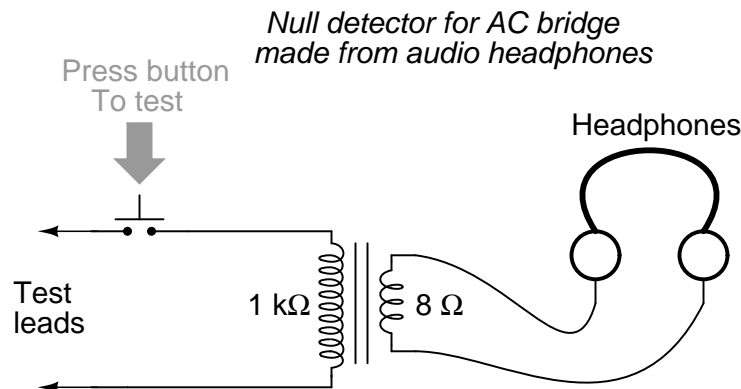 Null detector for AC bridge
made from audio headphones
Press button
To test
Headphones
Test
leads
1 kΩ
8 Ω